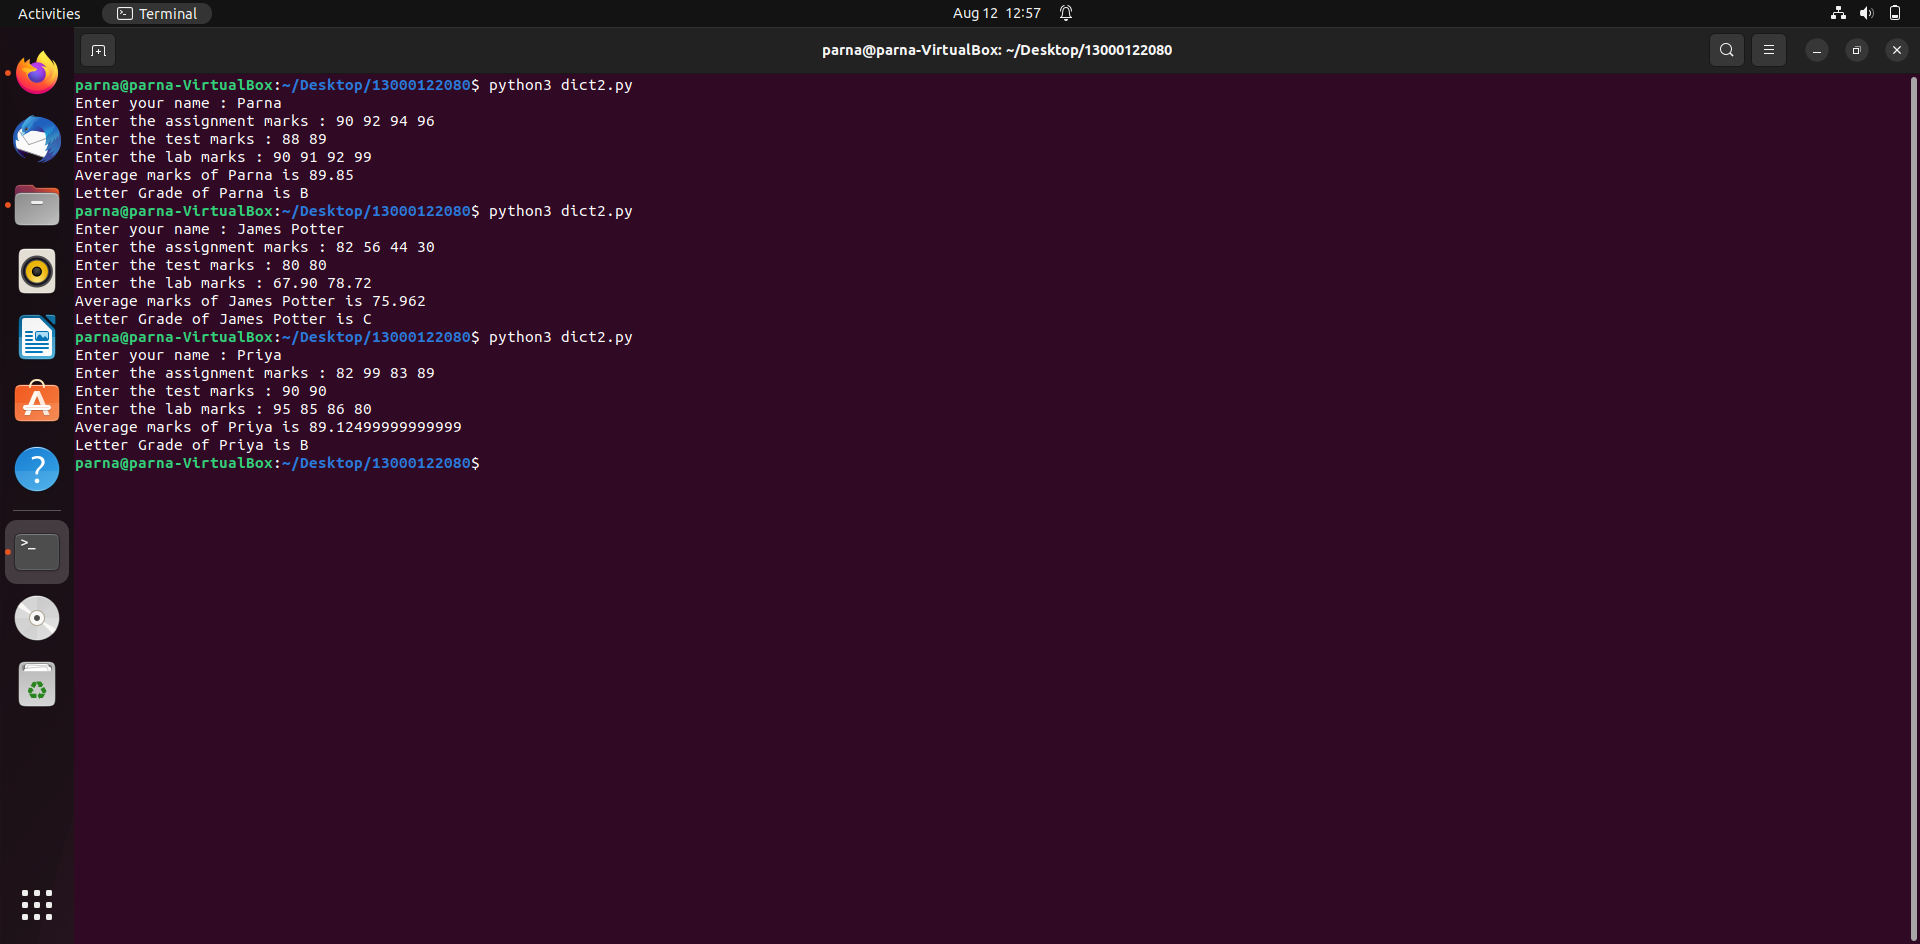 Activities
Terminal
Aug 12 12:57
parna@parna-VirtualBox: ~/Desktop/13000122080
parna@parna-VirtualBox:~/Desktop/13000122080$ python3 dict2.py
Enter your name : Parna
Enter the assignment marks : 90 92 94 96
Enter the test marks : 88 89
Enter the lab marks : 90 91 92 99
Average marks of Parna is 89.85
Letter Grade of Parna is B
parna@parna-VirtualBox:~/Desktop/13000122080$ python3 dict2.py
Enter your name : James Potter
Enter the assignment marks : 82 56 44 30
Enter the test marks : 80 80
Enter the lab marks : 67.90 78.72
Average marks of James Potter is 75.962
Letter Grade of James Potter is C
parna@parna-VirtualBox:~/Desktop/13000122080$ python3 dict2.py
Enter your name : Priya
Enter the assignment marks : 82 99 83 89
Enter the test marks : 90 90
Enter the lab marks : 95 85 86 80
Average marks of Priya is 89.12499999999999
Letter Grade of Priya is B
parna@parna-VirtualBox:~/Desktop/13000122080$